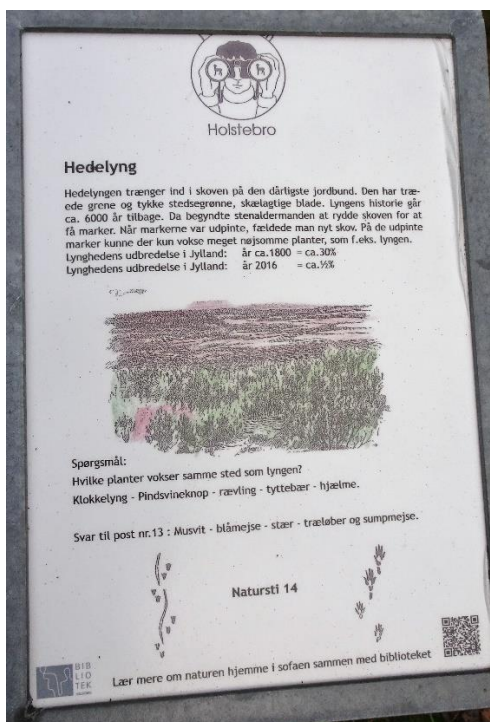 Holstebro
Hedelyng
Hedelyngen trænger ind i skoven på den dårligste jordbund. Den har træ-
ede grene og tykke stedsegrønne, skælagtige blade. Lyngens historie går
ca. 6000 år tilbage. Da begyndte stenaldermanden at rydde skoven for at
få marker. Når markerne var udpinte, fældede man nyt skov. På de udpinte
marker kunne der kun vokse meget nøjsomme planter, som f.eks. lyngen.
Lynghedens udbredelse i Jylland: år ca.1800 = ca.30%
Lynghedens udbredelse i Jylland: år 2016 = ca.½%
Spørgsmål:
Hvilke planter vokser samme sted som lyngen?
Klokkelyng - Pindsvineknop - rævling - tyttebær - hjælme.
Svar til post nr.13 : Musvit - blåmejse - stær - træløber og sumpmejse.
Natursti 14
BIB
LIO
TEK
Lær mere om naturen hjemme i sofaen sammen med biblioteket